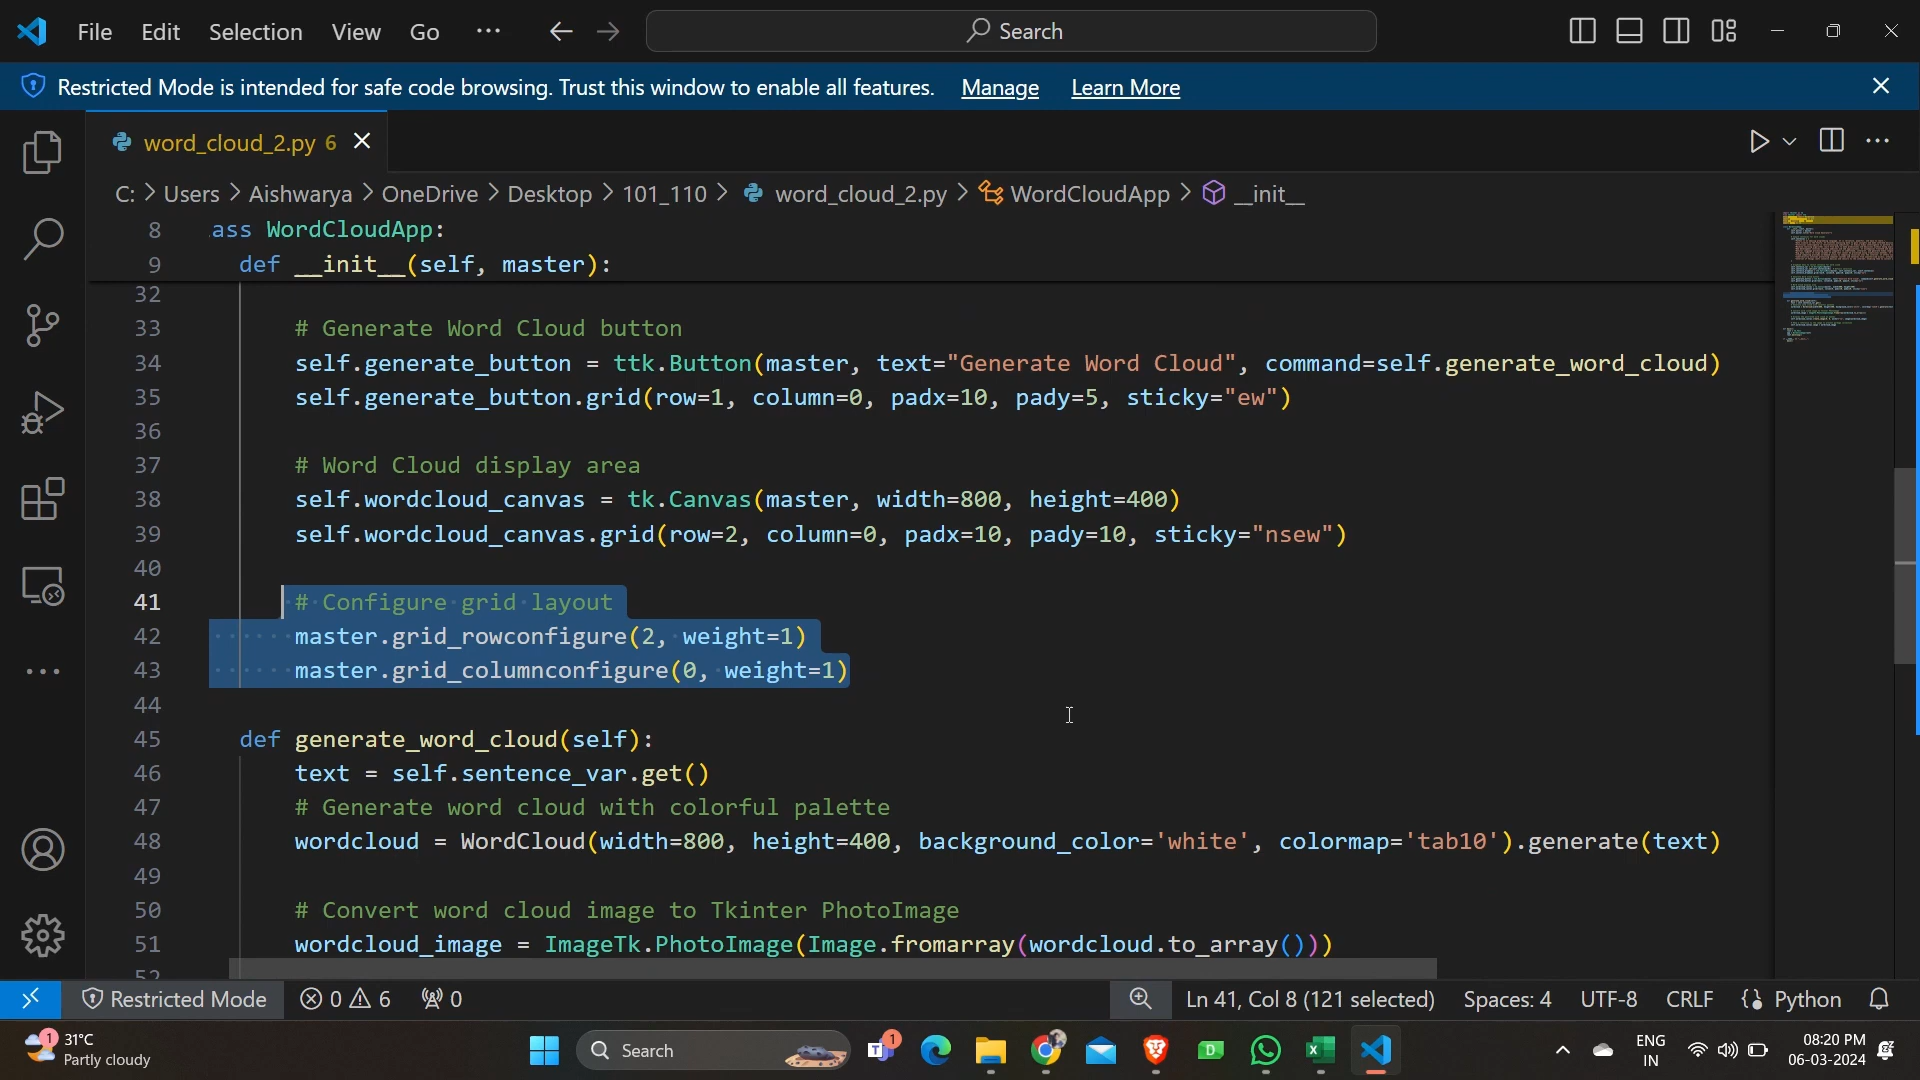 File Edit Selection View Go ··· Search
Restricted Mode is intended for safe code browsing. Trust this window to enable all features. Manage Learn More
word_cloud_2.py 6
C: > Users > Aishwarya > OneDrive > Desktop > 101_110 > word_cloud_2.py > WordCloudApp > __init__
8 ass WordCloudApp:
9 def __init__(self, master):
32
33 # Generate Word Cloud button
34 self.generate_button = ttk.Button(master, text="Generate Word Cloud", command=self.generate_word_cloud)
35 self.generate_button.grid(row=1, column=0, padx=10, pady=5, sticky="ew")
36
37 # Word Cloud display area
38 self.wordcloud_canvas = tk.Canvas(master, width=800, height=400)
39 self.wordcloud_canvas.grid(row=2, column=0, padx=10, pady=10, sticky="nsew")
40
41 # Configure grid layout
42 master.grid_rowconfigure(2, weight=1)
43 master.grid_columnconfigure(0, weight=1)
44
45 def generate_word_cloud(self):
46 text = self.sentence_var.get()
47 # Generate word cloud with colorful palette
48 wordcloud = WordCloud(width=800, height=400, background_color='white', colormap='tab10').generate(text)
49
50 # Convert word cloud image to Tkinter PhotoImage
51 wordcloud_image = ImageTk.PhotoImage(Image.fromarray(wordcloud.to_array()))
52
Restricted Mode 0 6 0 Ln 41, Col 8 (121 selected) Spaces: 4 UTF-8 CRLF Python
1 31°C Search 1 ENG 08:20 PM
Partly cloudy IN 06-03-2024